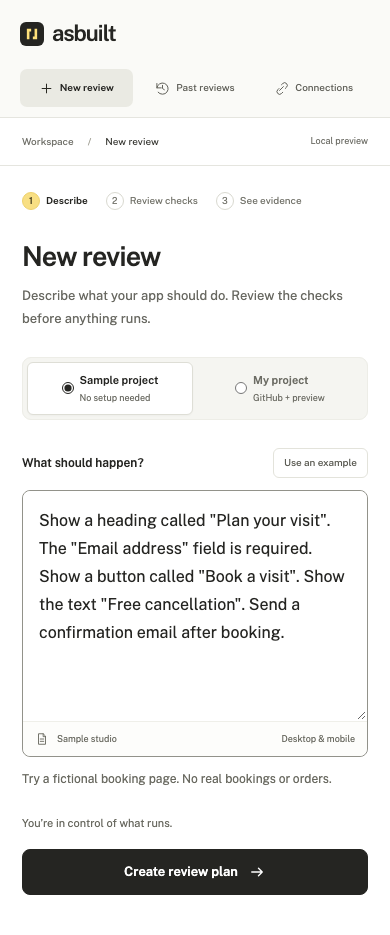 asbuilt
New review
Past reviews
Connections
Workspace / New review
Local preview
1 Describe
2 Review checks
3 See evidence
New review
Describe what your app should do. Review the checks
before anything runs.
Sample project
No setup needed
My project
GitHub + preview
What should happen?
Use an example
Show a heading called "Plan your visit".
The "Email address" field is required.
Show a button called "Book a visit". Show
the text "Free cancellation". Send a
confirmation email after booking.
Sample studio
Desktop & mobile
Try a fictional booking page. No real bookings or orders.
You're in control of what runs.
Create review plan →